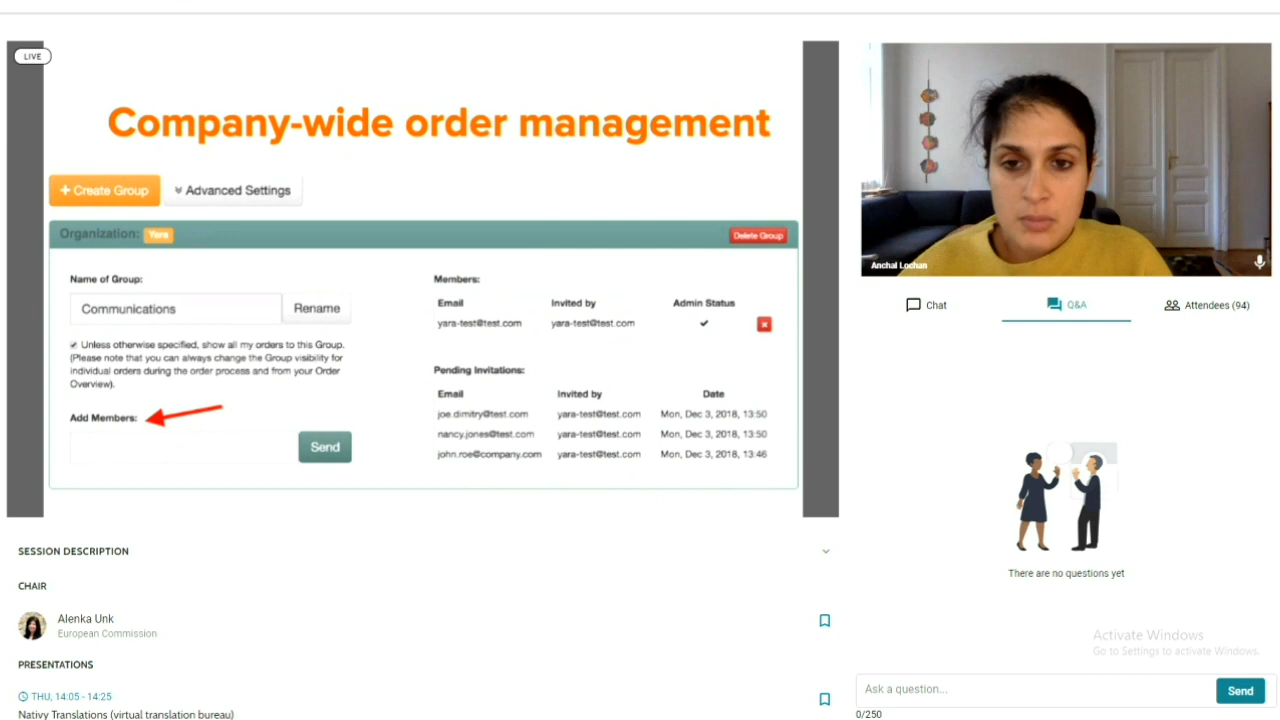 LIVE
Company-wide order management
+ Create Group
Advanced Settings
Organization: Yara
Delete Group
Name of Group:
Communications
Rename
Unless otherwise specified, show all my orders to this Group.
(Please note that you can always change the Group visibility for
individual orders during the order process and from your Order
Overview).
Add Members:
Send
Members:
Email Invited by Admin Status
yara-test@test.com yara-test@test.com
Pending Invitations:
Email Invited by Date
joe.dimitry@test.com yara-test@test.com Mon, Dec 3, 2018, 13:50
nancy.jones@test.com yara-test@test.com Mon, Dec 3, 2018, 13:50
john.roe@company.com yara-test@test.com Mon, Dec 3, 2018, 13:46
SESSION DESCRIPTION
CHAIR
Alenka Unk
European Commission
PRESENTATIONS
THU, 14:05 - 14:25
Nativy Translations (virtual translation bureau)
Anchal Lochan
Chat
Q&A
Attendees (94)
There are no questions yet
Activate Windows
Go to Settings to activate Windows.
Ask a question...
Send
0/250